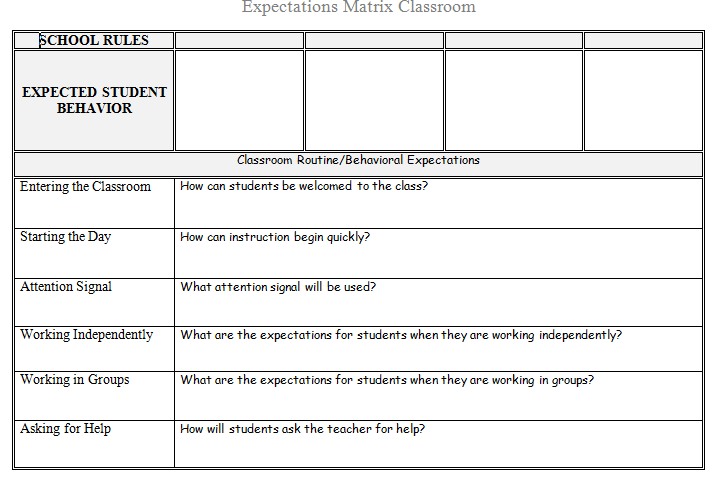 Expectations Matrix Classroom
SCHOOL RULES
EXPECTED STUDENT
BEHAVIOR
Classroom Routine/Behavioral Expectations
Entering the Classroom How can students be welcomed to the class?
Starting the Day How can instruction begin quickly?
Attention Signal What attention signal will be used?
Working Independently What are the expectations for students when they are working independently?
Working in Groups What are the expectations for students when they are working in groups?
Asking for Help How will students ask the teacher for help?